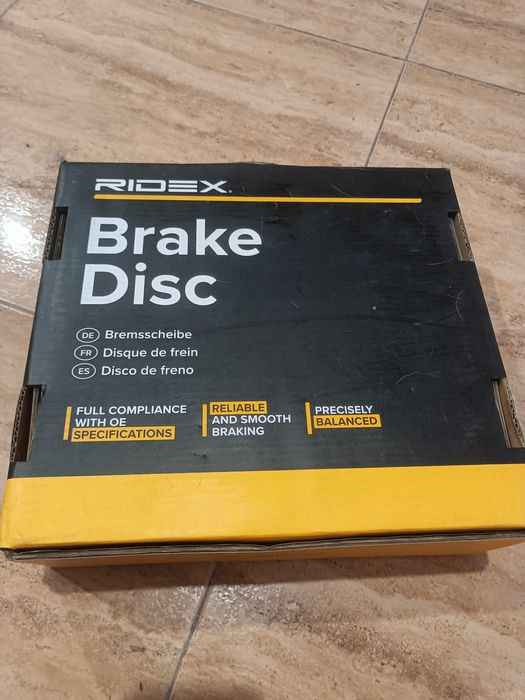 RIDEX.
Brake
Disc
DE Bremsscheibe
FR Disque de frein
ES Disco de freno
FULL COMPLIANCE
WITH OE
SPECIFICATIONS
RELIABLE
AND SMOOTH
BRAKING
PRECISELY
BALANCED